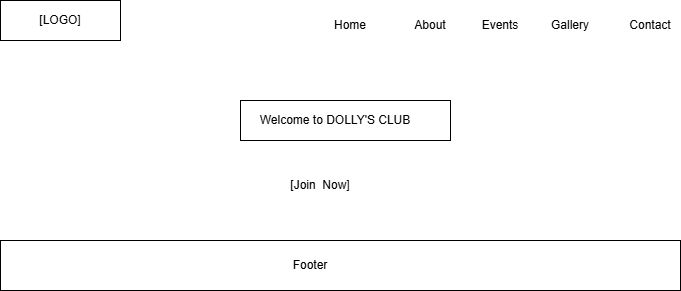 [LOGO]
Home About Events Gallery Contact
Welcome to DOLLY'S CLUB
[Join  Now]
Footer